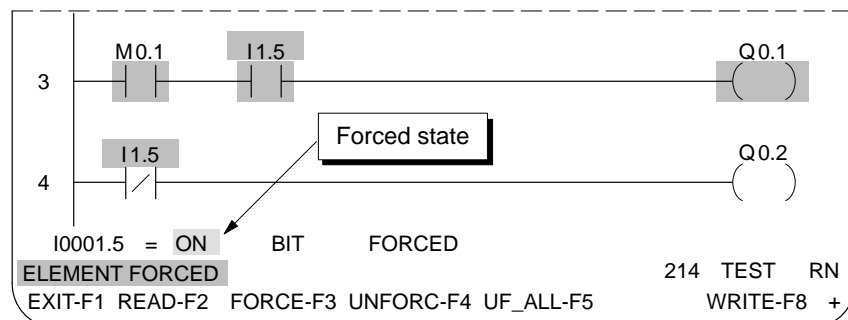 M0.1 I1.5 Q0.1
3
Forced state
I1.5 Q0.2
4
I0001.5 = ON BIT FORCED
ELEMENT FORCED 214 TEST RN
EXIT-F1 READ-F2 FORCE-F3 UNFORC-F4 UF_ALL-F5 WRITE-F8 +